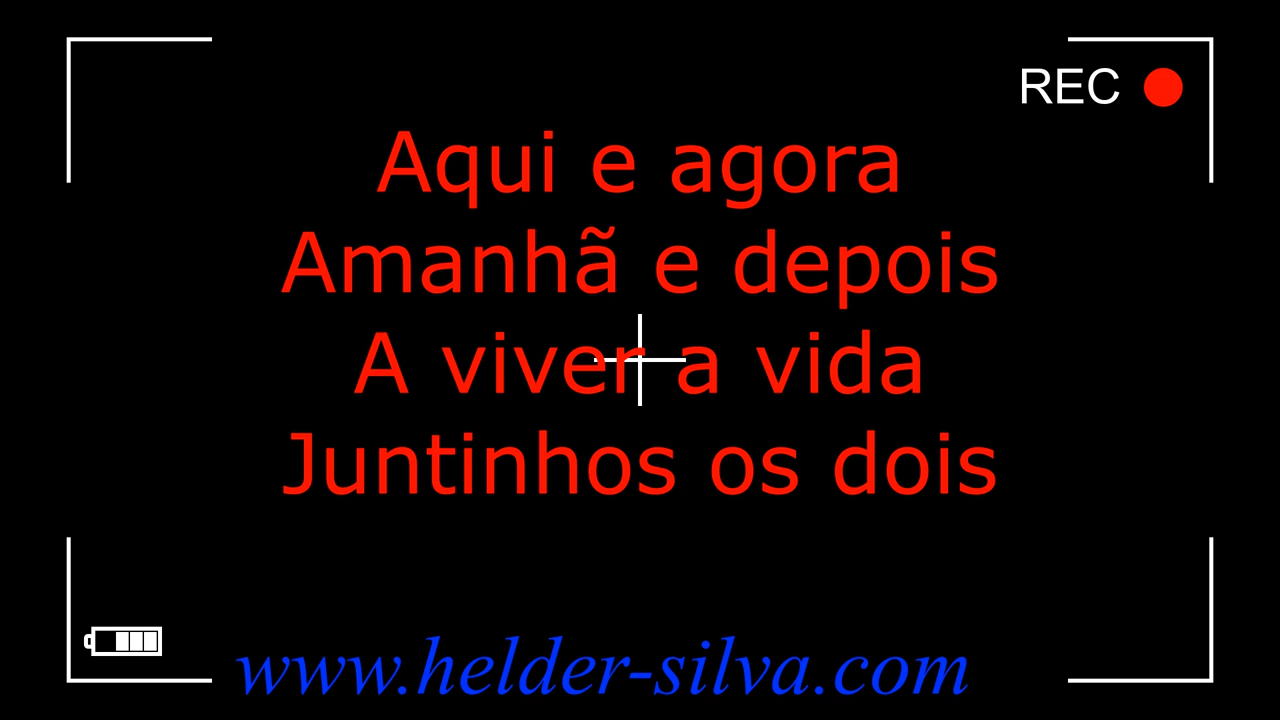 REC
Aqui e agora
Amanhã e depois
A viver a vida
Juntinhos os dois
www.helder-silva.com